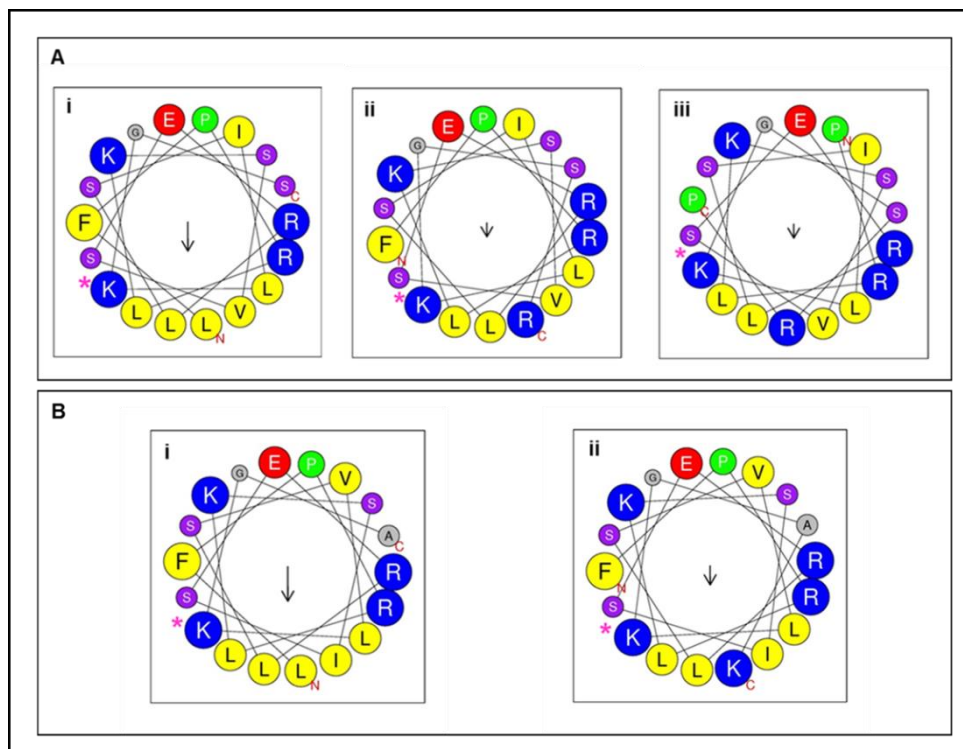 A
i
G E P I
K S
S S C
F R
S R
* K L
L L L N V
ii
G E P I S
K S
S R
F N R
S L
* K V
L L R C
iii
G E P N I
K
S S
P C S
S R
* K R
L L
L R V
B
i
G E P V
K S
S A C
F R
S R
* K L
L L L N I
ii
G E P V
K S
S A
F N R
S R
* K L
L L K C I